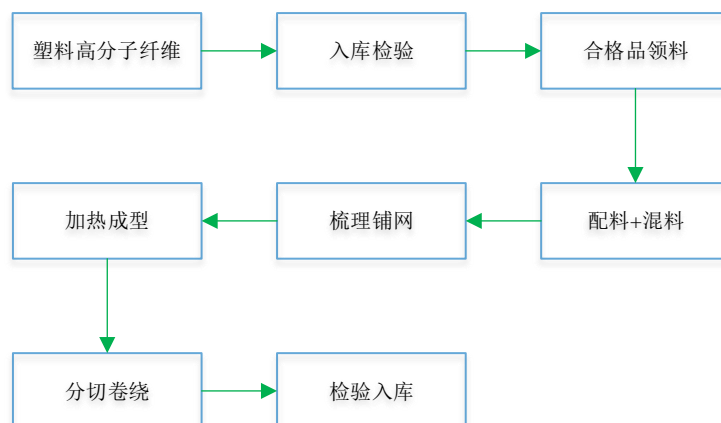 塑料高分子纤维
入库检验
合格品领料
配料+混料
梳理铺网
加热成型
分切卷绕
检验入库